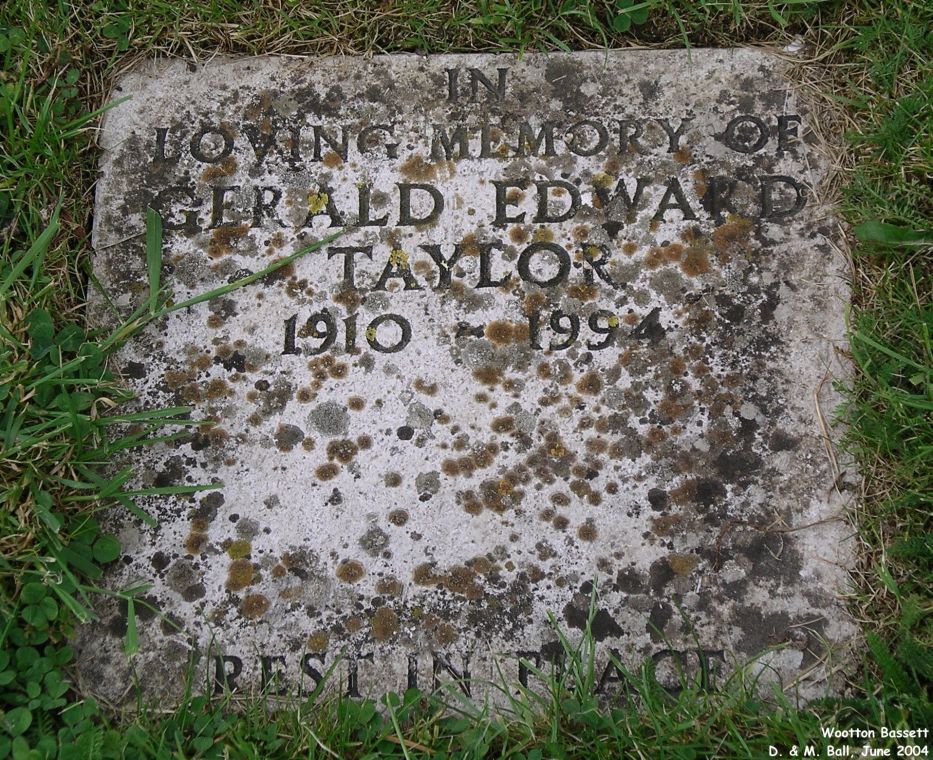 IN
LOVING MEMORY OF
GERALD EDWARD
TAYLOR
1910 ~ 1994
REST IN PEACE
Wootton Bassett
D. & M. Ball, June 2004